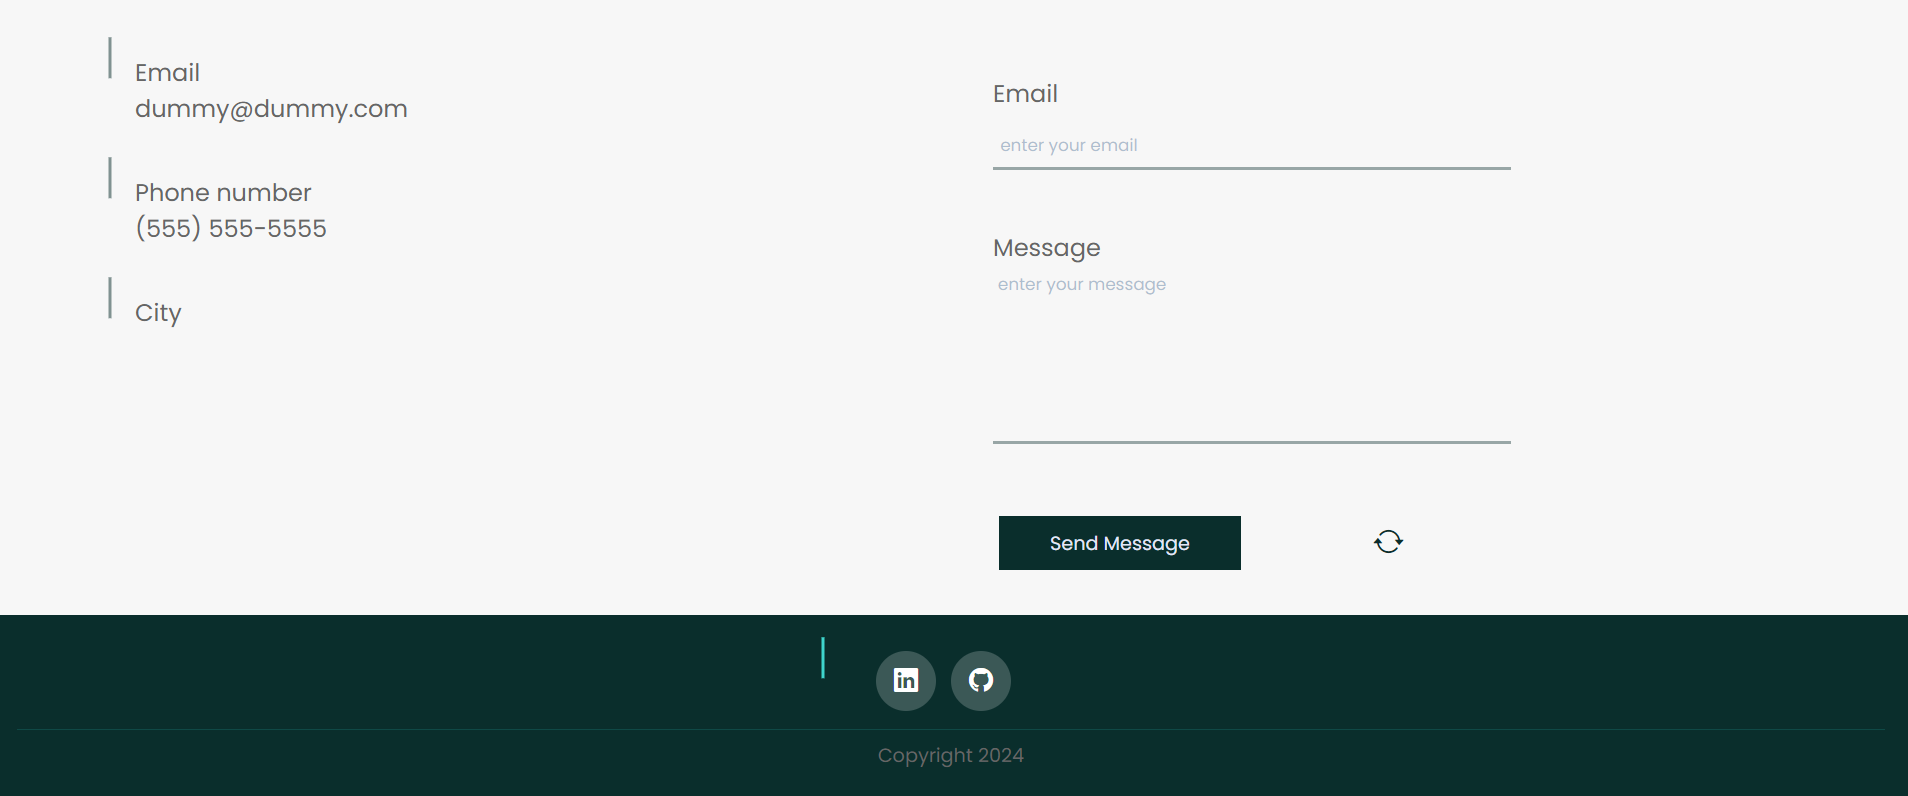 Email
dummy@dummy.com
Phone number
(555) 555-5555
City
Email
enter your email
Message
enter your message
Send Message
in
Copyright 2024